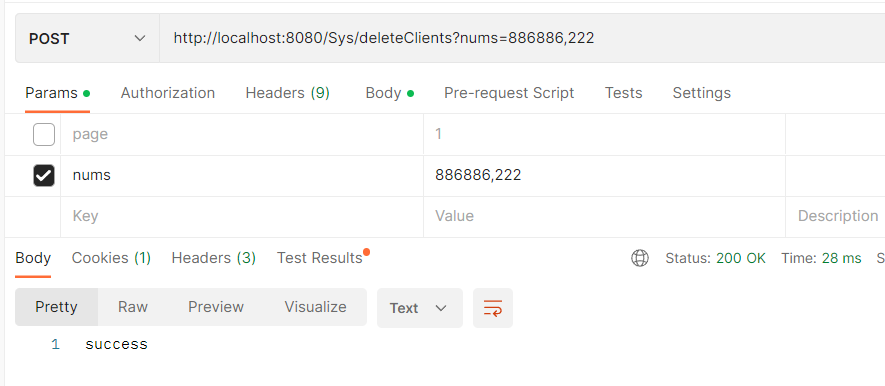 POST http://localhost:8080/Sys/deleteClients?nums=886886,222
Params Authorization Headers (9) Body Pre-request Script Tests Settings
page 1
nums 886886,222
Key Value Description
Body Cookies (1) Headers (3) Test Results Status: 200 OK Time: 28 ms S
Pretty Raw Preview Visualize Text
1 success